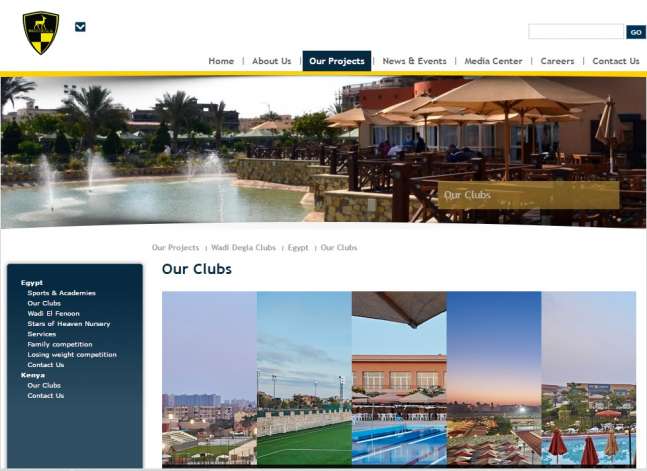 GO
Home | About Us | Our Projects | News & Events | Media Center | Careers | Contact Us
Our Clubs
Our Projects | Wadi Degla Clubs | Egypt | Our Clubs
Our Clubs
Egypt
Sports & Academies
Our Clubs
Wadi El Fenoon
Stars of Heaven Nursery
Services
Family competition
Losing weight competition
Contact Us
Kenya
Our Clubs
Contact Us